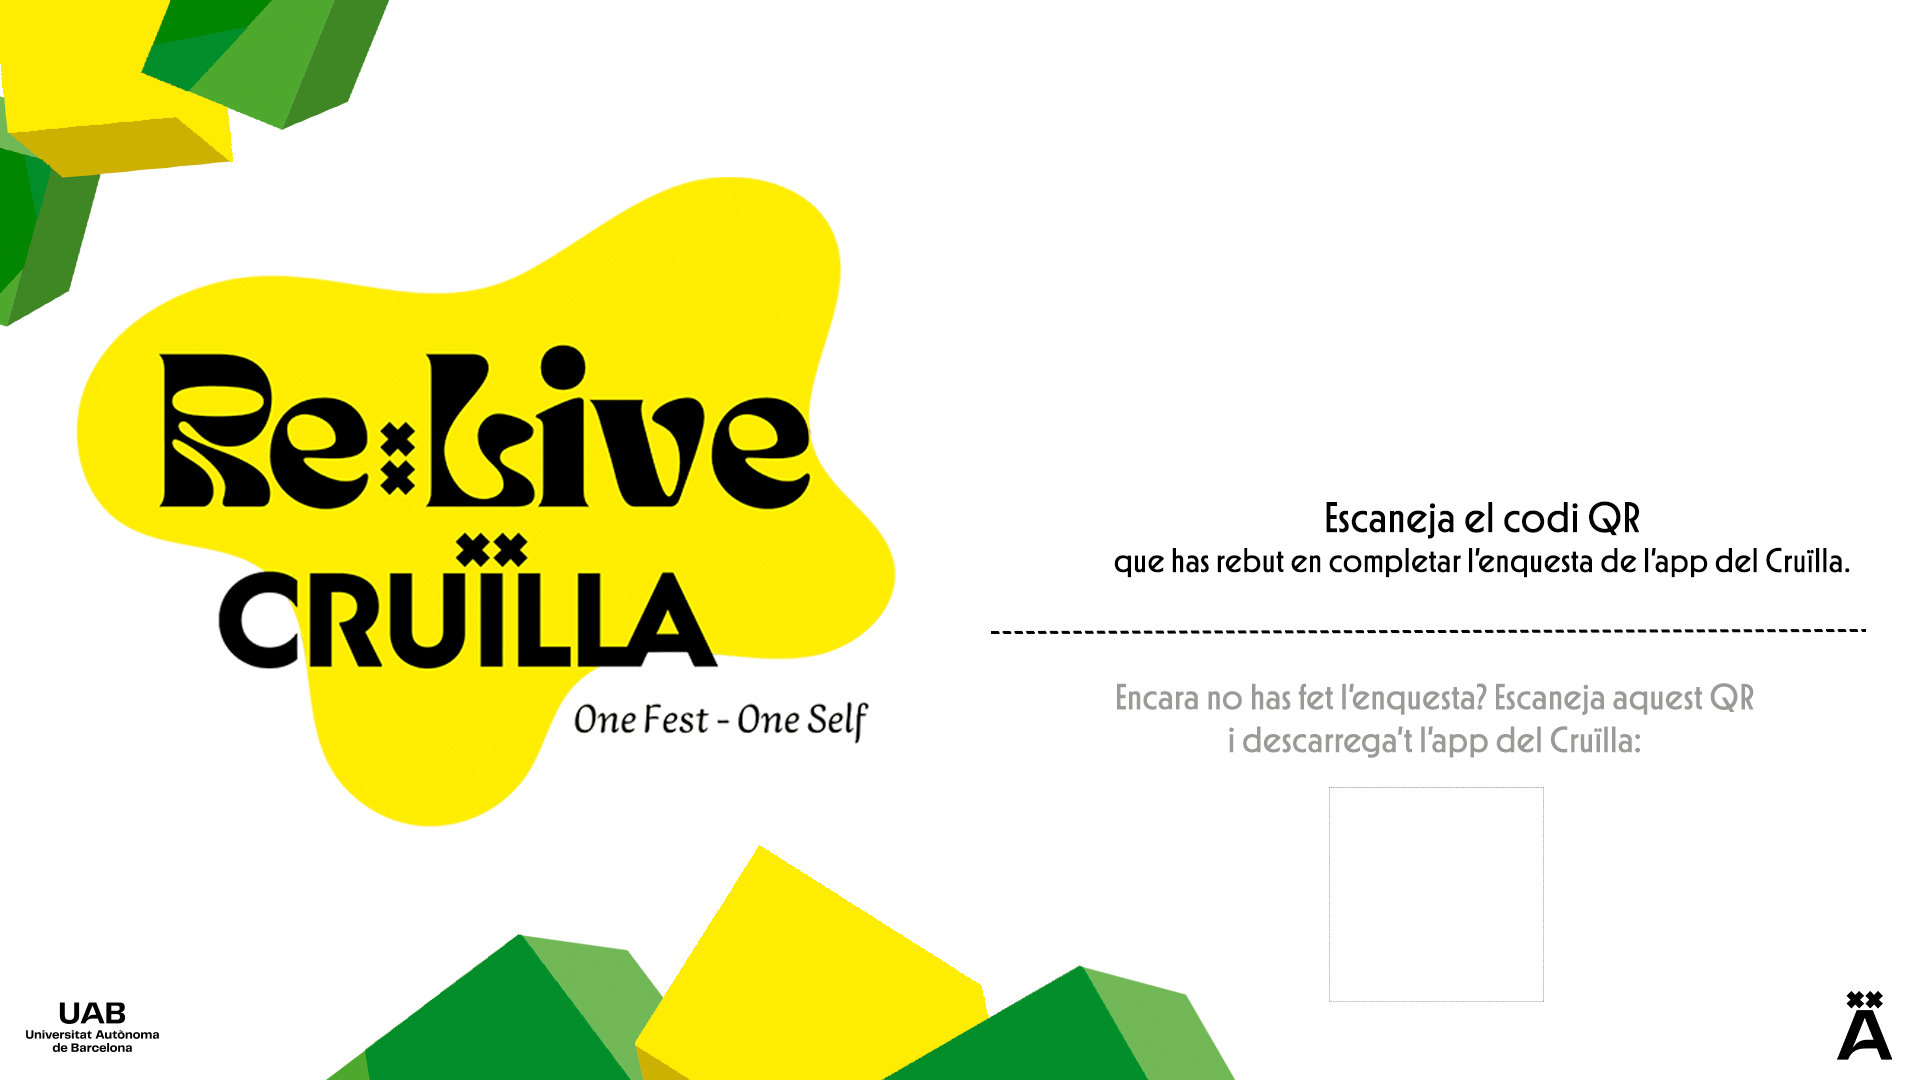 Re:Live
CRUÏLLA
One Fest - One Self
Escaneja el codi QR
que has rebut en completar l'enquesta de l'app del Cruïlla.
Encara no has fet l'enquesta? Escaneja aquest QR
i descarrega't l'app del Cruïlla:
UAB
Universitat Autònoma
de Barcelona
Ä